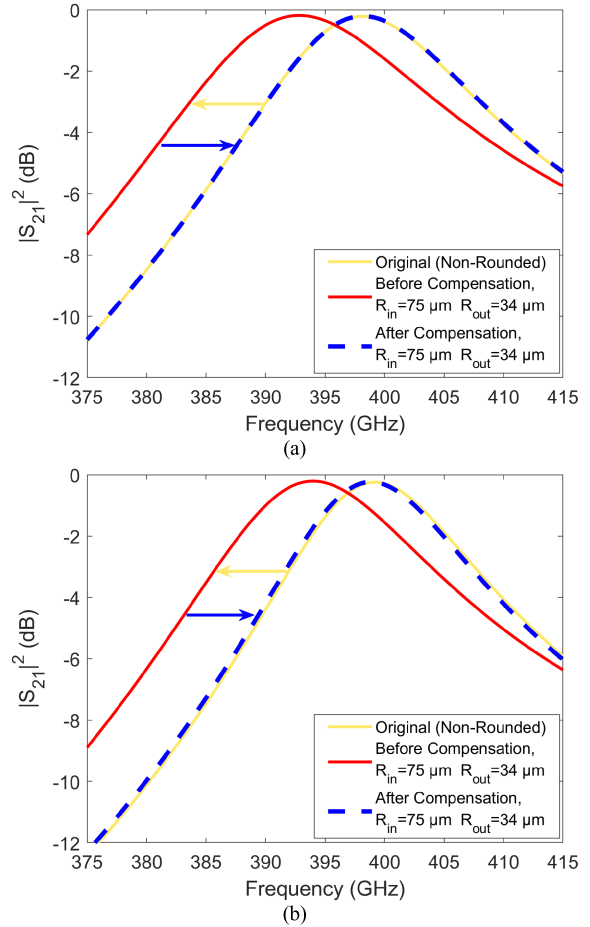 0
-2
-4
-6
-8
-10
-12
|S21|² (dB)
Original (Non-Rounded)
Before Compensation,
Rin=75 µm Rout=34 µm
After Compensation,
Rin=75 µm Rout=34 µm
375 380 385 390 395 400 405 410 415
Frequency (GHz)
(a)
0
-2
-4
-6
-8
-10
-12
|S21|² (dB)
Original (Non-Rounded)
Before Compensation,
Rin=75 µm Rout=34 µm
After Compensation,
Rin=75 µm Rout=34 µm
375 380 385 390 395 400 405 410 415
Frequency (GHz)
(b)